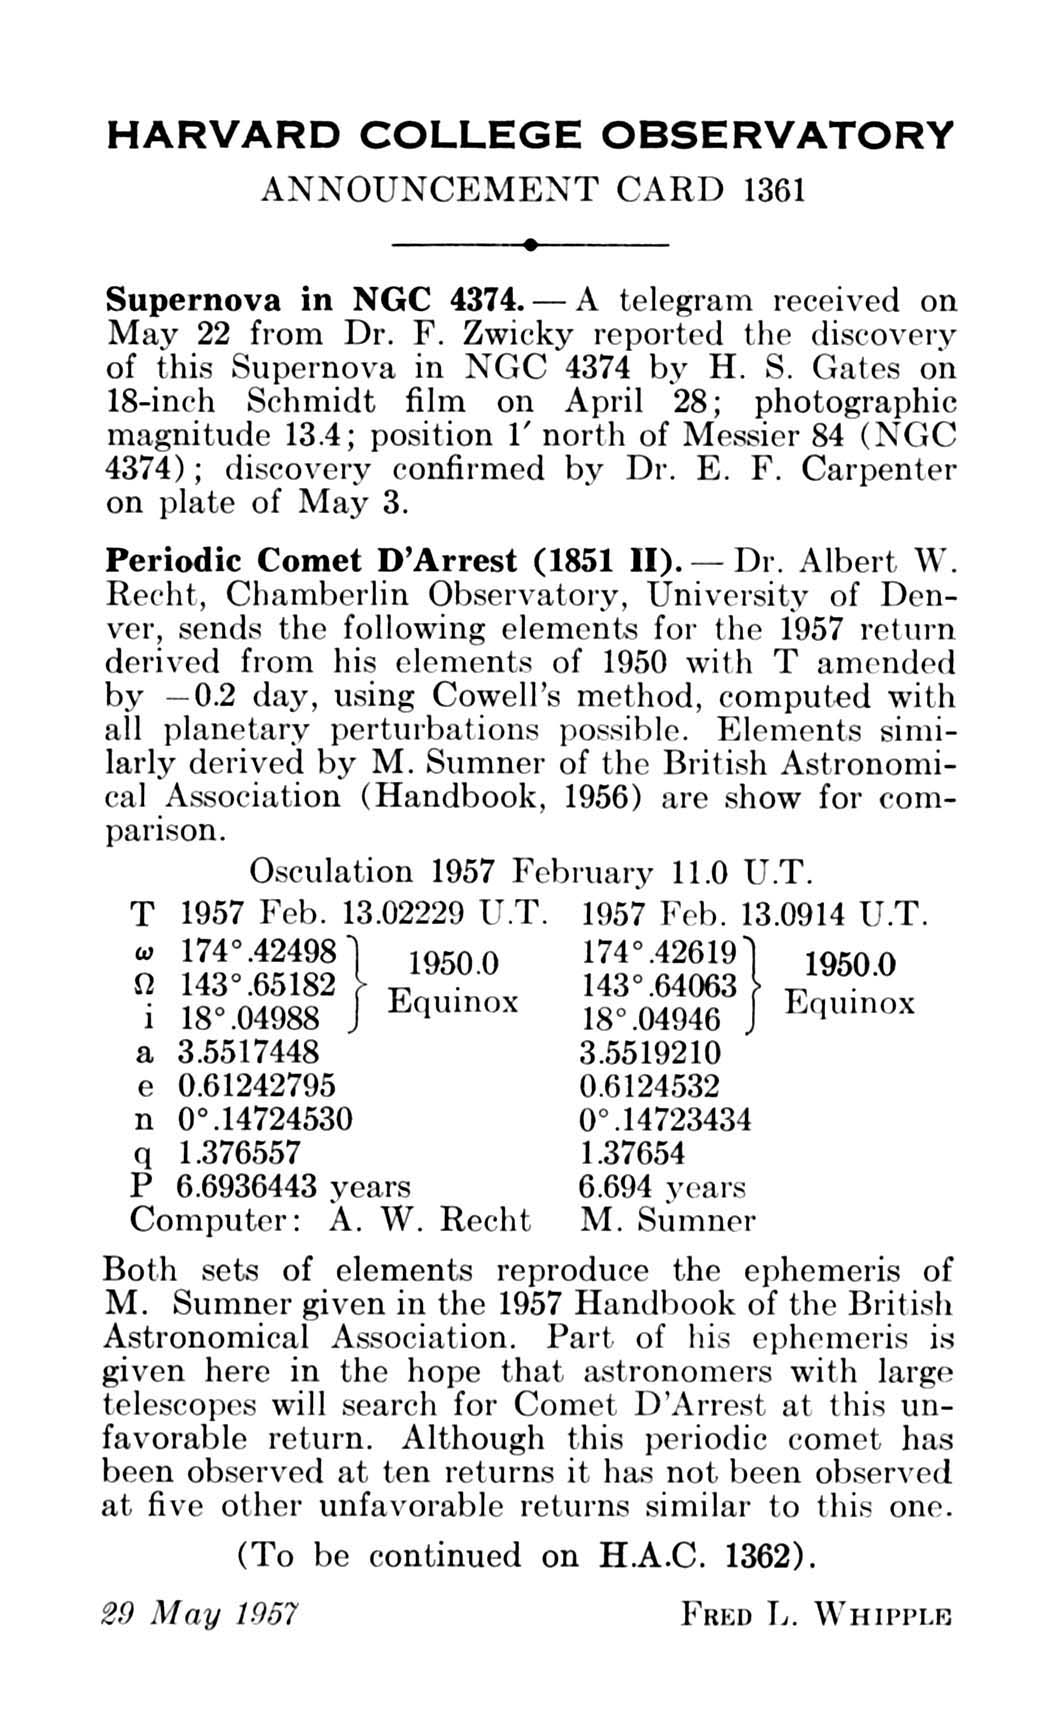 HARVARD COLLEGE OBSERVATORY
ANNOUNCEMENT CARD 1361
Supernova in NGC 4374. — A telegram received on
May 22 from Dr. F. Zwicky reported the discovery
of this Supernova in NGC 4374 by H. S. Gates on
18-inch Schmidt film on April 28; photographic
magnitude 13.4; position 1′ north of Messier 84 (NGC
4374); discovery confirmed by Dr. E. F. Carpenter
on plate of May 3.
Periodic Comet D'Arrest (1851 II). — Dr. Albert W.
Recht, Chamberlin Observatory, University of Den-
ver, sends the following elements for the 1957 return
derived from his elements of 1950 with T amended
by —0.2 day, using Cowell's method, computed with
all planetary perturbations possible. Elements simi-
larly derived by M. Sumner of the British Astronomi-
cal Association (Handbook, 1956) are show for com-
parison.
Osculation 1957 February 11.0 U.T.
T 1957 Feb. 13.02229 U.T. 1957 Feb. 13.0914 U.T.
ω 174°.42498 1950.0 174°.42619 1950.0
Ω 143°.65182 Equinox 143°.64063 Equinox
i 18°.04988 18°.04946
a 3.5517448 3.5519210
e 0.61242795 0.6124532
n 0°.14724530 0°.14723434
q 1.376557 1.37654
P 6.6936443 years 6.694 years
Computer: A. W. Recht M. Sumner
Both sets of elements reproduce the ephemeris of
M. Sumner given in the 1957 Handbook of the British
Astronomical Association. Part of his ephemeris is
given here in the hope that astronomers with large
telescopes will search for Comet D'Arrest at this un-
favorable return. Although this periodic comet has
been observed at ten returns it has not been observed
at five other unfavorable returns similar to this one.
(To be continued on H.A.C. 1362).
29 May 1957 FRED L. WHIPPLE